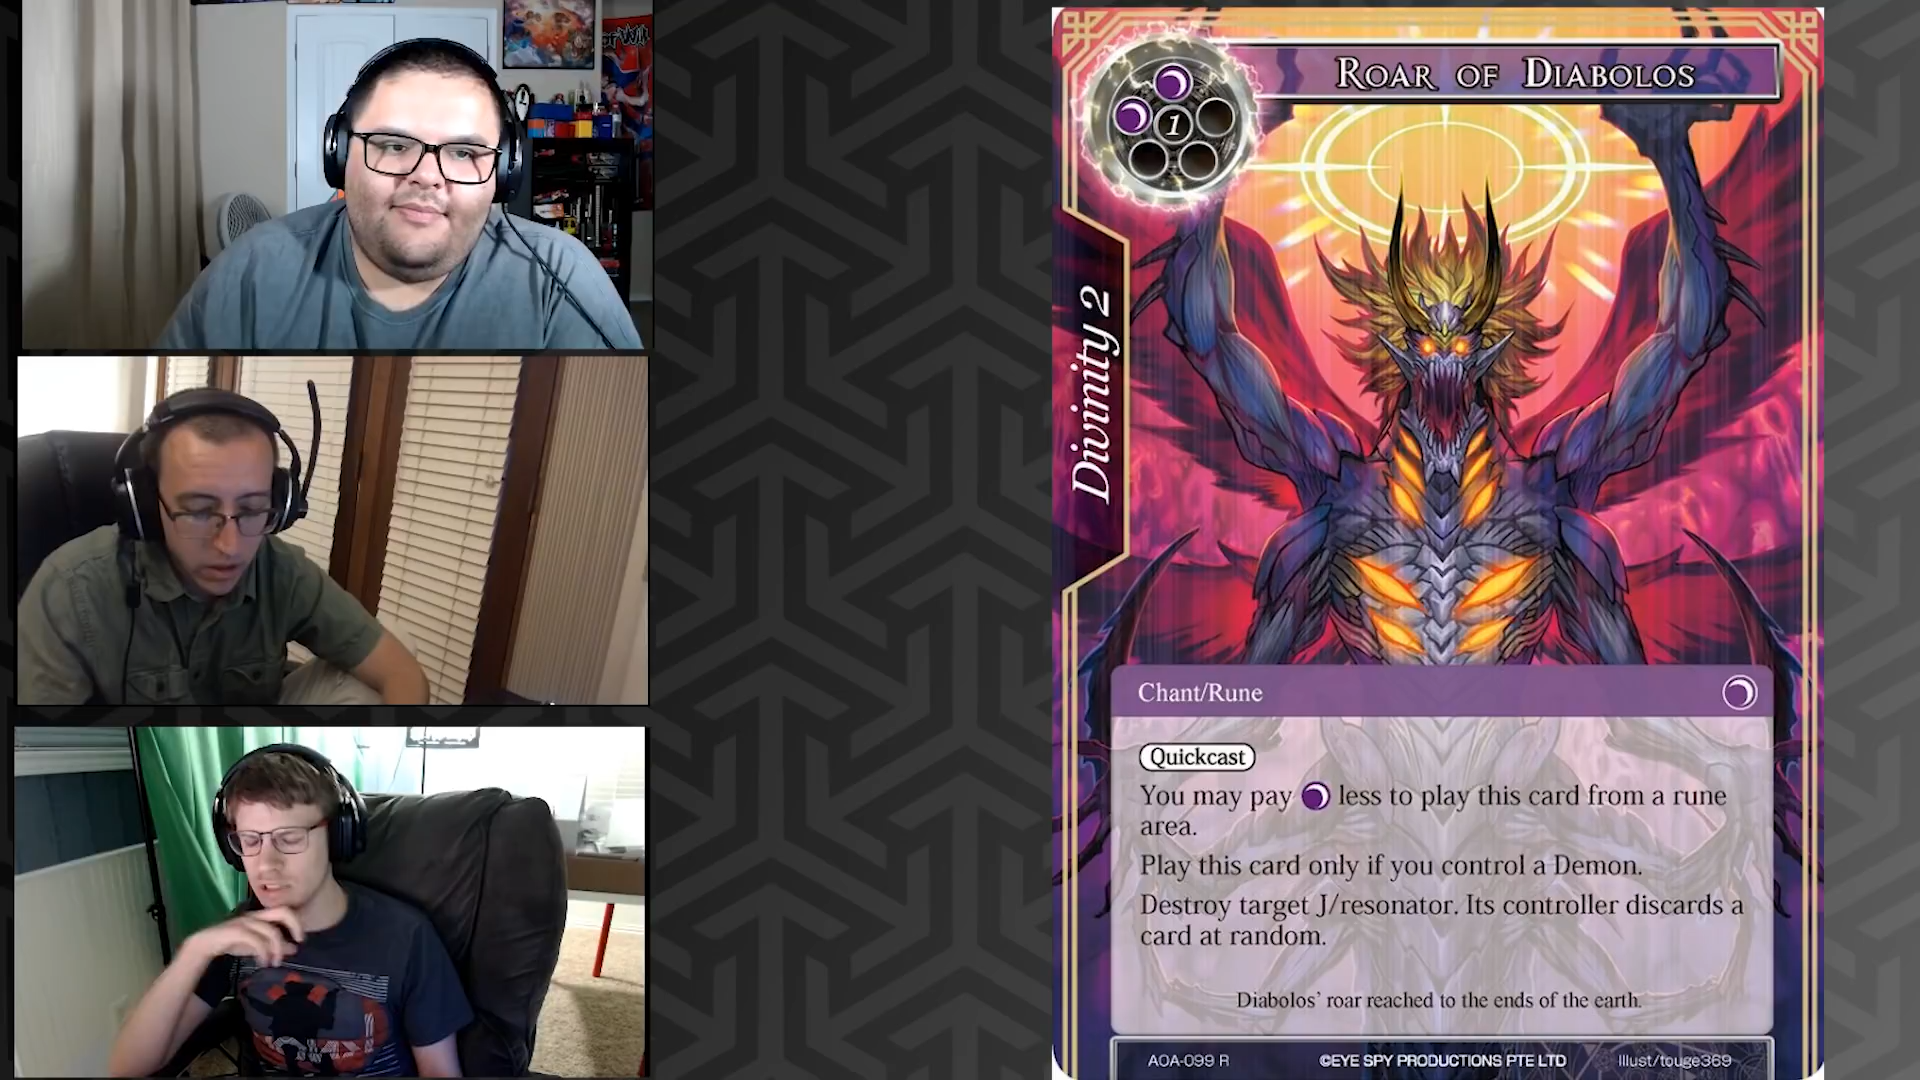 of Wil
ROAR OF DIABOLOS
1
Divinity 2
Chant/Rune
Quickcast
You may pay less to play this card from a rune
area.
Play this card only if you control a Demon.
Destroy target J/resonator. Its controller discards a
card at random.
Diabolos' roar reached to the ends of the earth.
AOA-099 R ©EYE SPY PRODUCTIONS PTE LTD Illust/touge369